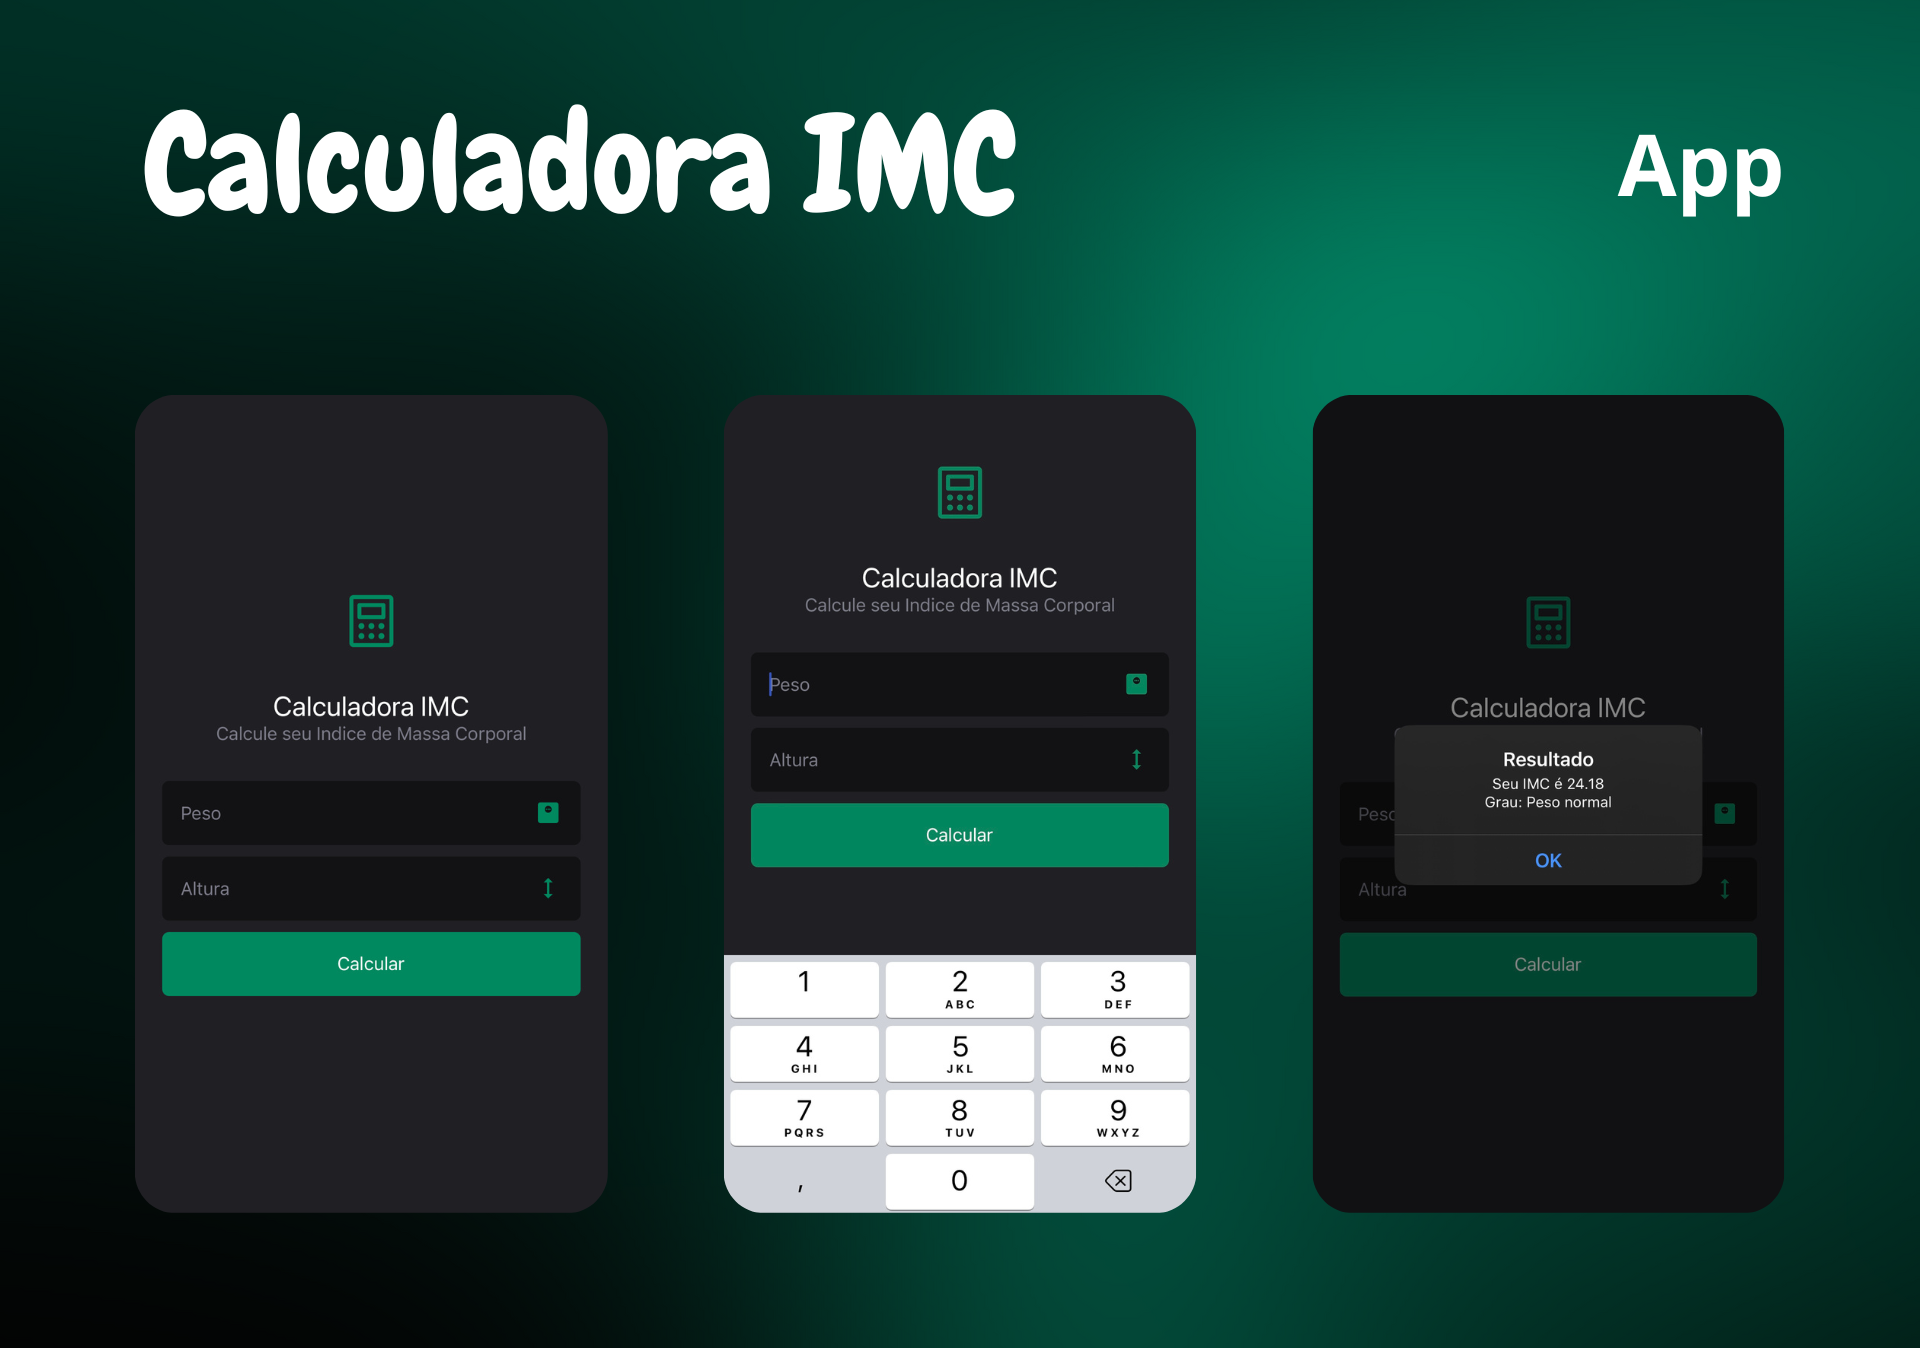 Calculadora IMC
App
Calculadora IMC
Calcule seu Indice de Massa Corporal
Peso
Altura
Calcular
Calculadora IMC
Calcule seu Indice de Massa Corporal
Peso
Altura
Calcular
1
2
ABC
3
DEF
4
GHI
5
JKL
6
MNO
7
PQRS
8
TUV
9
WXYZ
,
0
Calculadora IMC
Resultado
Seu IMC é 24.18
Grau: Peso normal
OK
Altura
Calcular